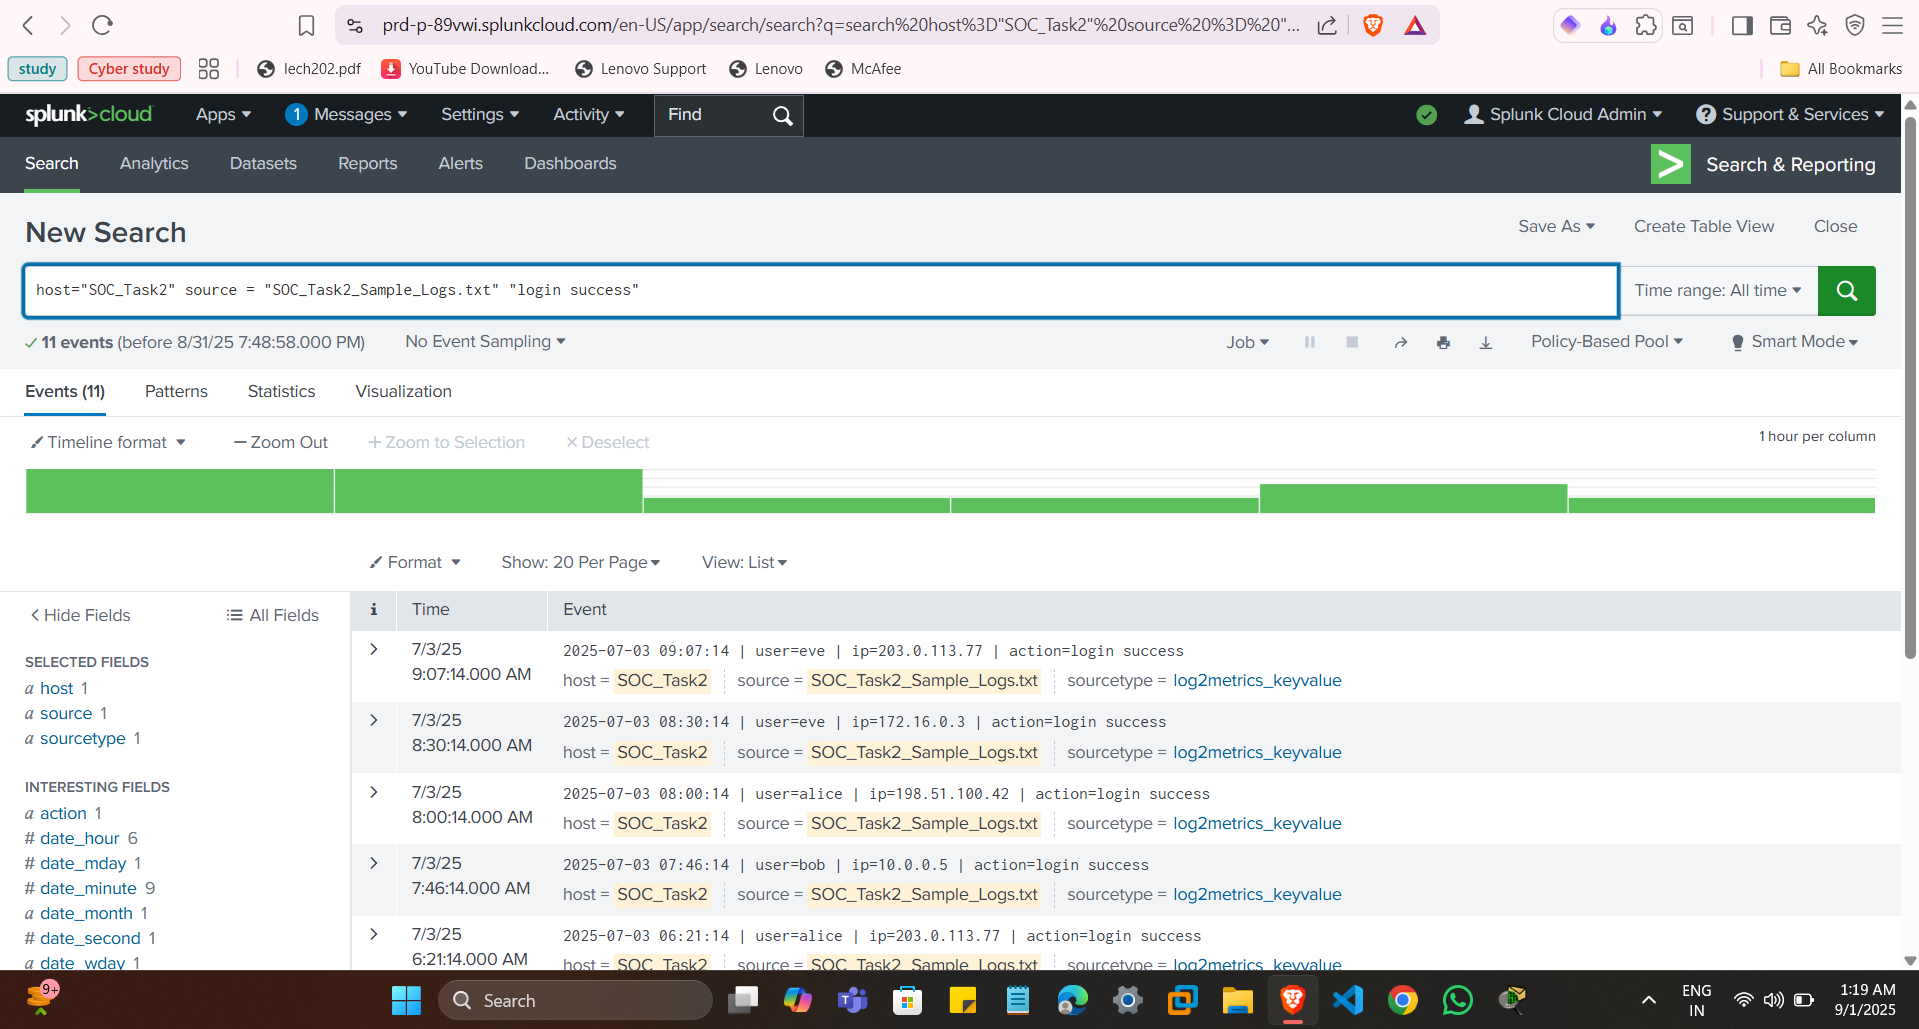 prd-p-89vwi.splunkcloud.com/en-US/app/search/search?q=search%20host%3D"SOC_Task2"%20source%20%3D%20"...
study Cyber study lech202.pdf YouTube Download... Lenovo Support Lenovo McAfee All Bookmarks
splunk>cloud Apps 1 Messages Settings Activity Find Splunk Cloud Admin ? Support & Services
Search Analytics Datasets Reports Alerts Dashboards > Search & Reporting
New Search Save As Create Table View Close
host="SOC_Task2" source = "SOC_Task2_Sample_Logs.txt" "login success" Time range: All time
✓ 11 events (before 8/31/25 7:48:58.000 PM) No Event Sampling Job Policy-Based Pool Smart Mode
Events (11) Patterns Statistics Visualization
Timeline format — Zoom Out + Zoom to Selection × Deselect 1 hour per column
Format Show: 20 Per Page View: List
< Hide Fields All Fields
i Time Event
SELECTED FIELDS
a host 1
a source 1
a sourcetype 1
INTERESTING FIELDS
a action 1
# date_hour 6
# date_mday 1
# date_minute 9
a date_month 1
# date_second 1
a date_wday 1
> 7/3/25 2025-07-03 09:07:14 | user=eve | ip=203.0.113.77 | action=login success
9:07:14.000 AM host = SOC_Task2 source = SOC_Task2_Sample_Logs.txt sourcetype = log2metrics_keyvalue
> 7/3/25 2025-07-03 08:30:14 | user=eve | ip=172.16.0.3 | action=login success
8:30:14.000 AM host = SOC_Task2 source = SOC_Task2_Sample_Logs.txt sourcetype = log2metrics_keyvalue
> 7/3/25 2025-07-03 08:00:14 | user=alice | ip=198.51.100.42 | action=login success
8:00:14.000 AM host = SOC_Task2 source = SOC_Task2_Sample_Logs.txt sourcetype = log2metrics_keyvalue
> 7/3/25 2025-07-03 07:46:14 | user=bob | ip=10.0.0.5 | action=login success
7:46:14.000 AM host = SOC_Task2 source = SOC_Task2_Sample_Logs.txt sourcetype = log2metrics_keyvalue
> 7/3/25 2025-07-03 06:21:14 | user=alice | ip=203.0.113.77 | action=login success
6:21:14.000 AM host = SOC_Task2 source = SOC_Task2_Sample_Logs.txt sourcetype = log2metrics_keyvalue
9+ Search ENG 1:19 AM
IN 9/1/2025